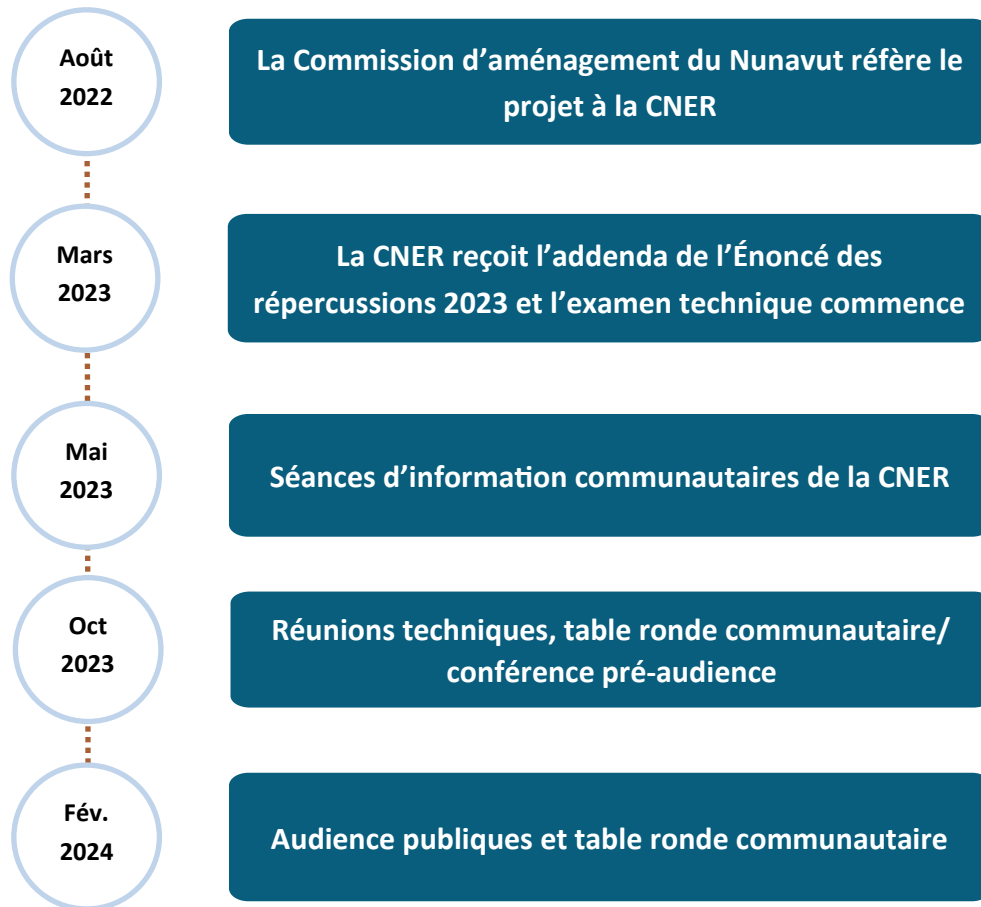 Août
2022
La Commission d’aménagement du Nunavut réfère le
projet à la CNER
Mars
2023
La CNER reçoit l’addenda de l’Énoncé des
répercussions 2023 et l’examen technique commence
Mai
2023
Séances d’information communautaires de la CNER
Oct
2023
Réunions techniques, table ronde communautaire/
conférence pré-audience
Fév.
2024
Audience publiques et table ronde communautaire